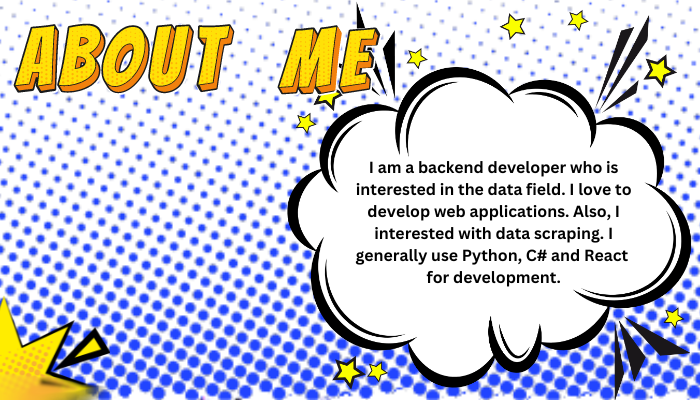 ABOUT ME
I am a backend developer who is
interested in the data field. I love to
develop web applications. Also, I
interested with data scraping. I
generally use Python, C# and React
for development.